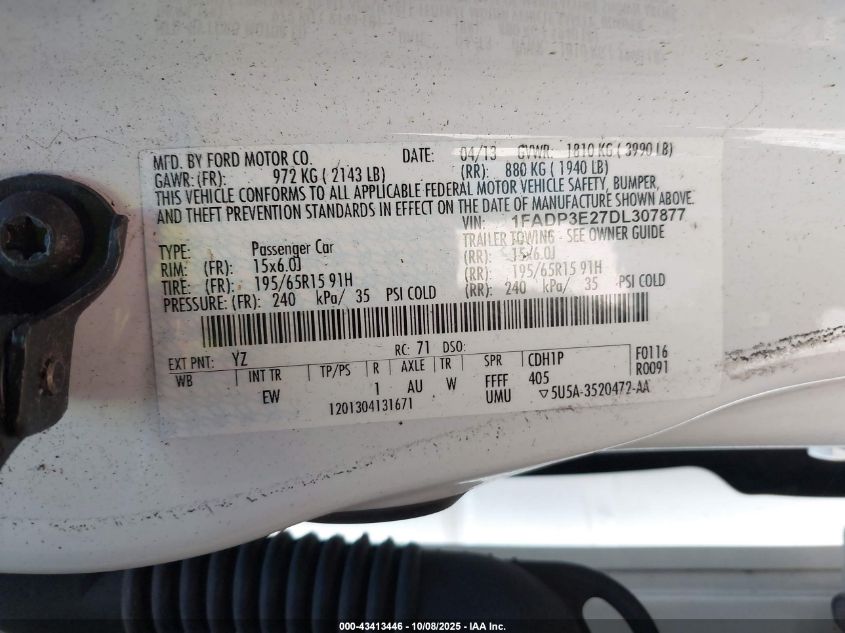 MFD. BY FORD MOTOR CO. DATE: 04/13 GVWR: 1810 KG ( 3990 LB)
GAWR: (FR): 972 KG ( 2143 LB) (RR): 880 KG ( 1940 LB)
THIS VEHICLE CONFORMS TO ALL APPLICABLE FEDERAL MOTOR VEHICLE SAFETY, BUMPER,
AND THEFT PREVENTION STANDARDS IN EFFECT ON THE DATE OF MANUFACTURE SHOWN ABOVE.
VIN: 1FADP3E27DL307877
TYPE: Passenger Car TRAILER TOWING - SEE OWNER GUIDE
RIM: (FR): 15x6.0J (RR): 15x6.0J
TIRE: (FR): 195/65R15 91H (RR): 195/65R15 91H
PRESSURE: (FR): 240 kPa/ 35 PSI COLD (RR): 240 kPa/ 35 PSI COLD
EXT PNT: YZ RC: 71 DSO: F0116
WB INT TR TP/PS R AXLE TR SPR CDH1P R0091
EW 1 AU W FFFF 405
1201304131671 UMU ▽5U5A-3520472-AA
000-43413446 - 10/08/2025 - IAA Inc.